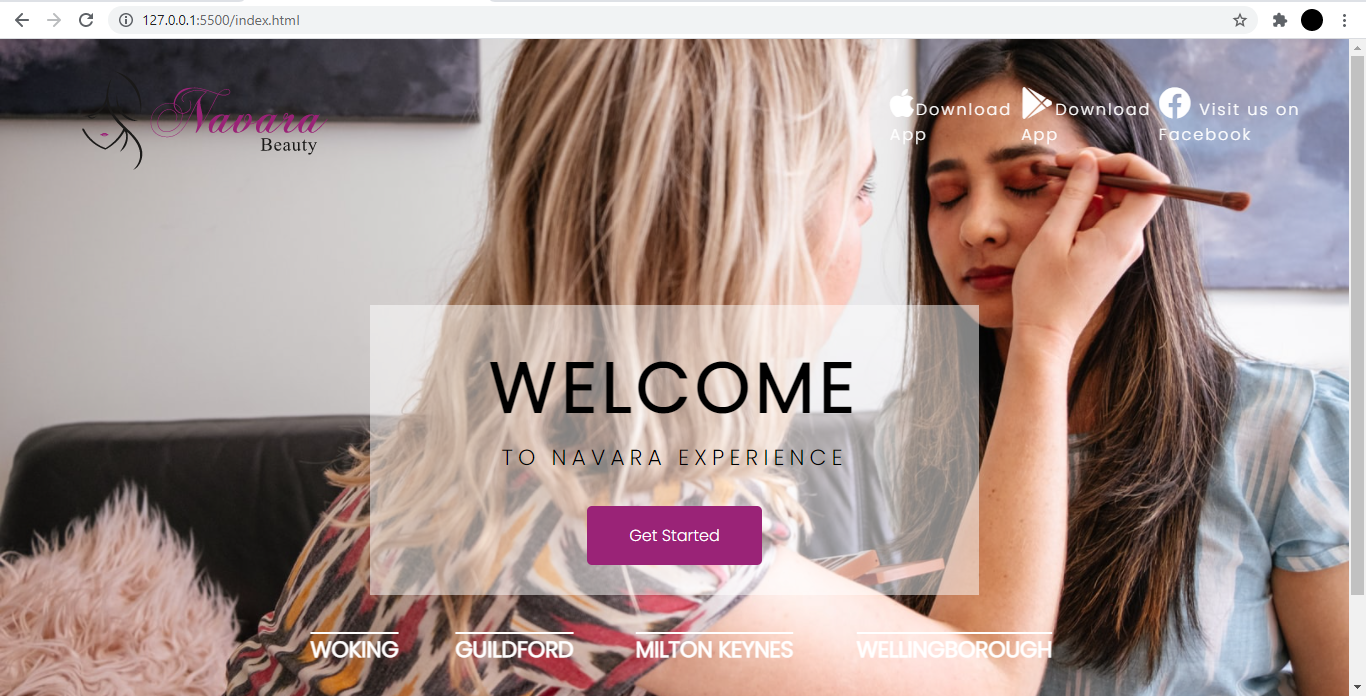 127.0.0.1:5500/index.html
Navara
Beauty
Download
App
Download
App
Visit us on
Facebook
WELCOME
TO NAVARA EXPERIENCE
Get Started
WOKING
GUILDFORD
MILTON KEYNES
WELLINGBOROUGH